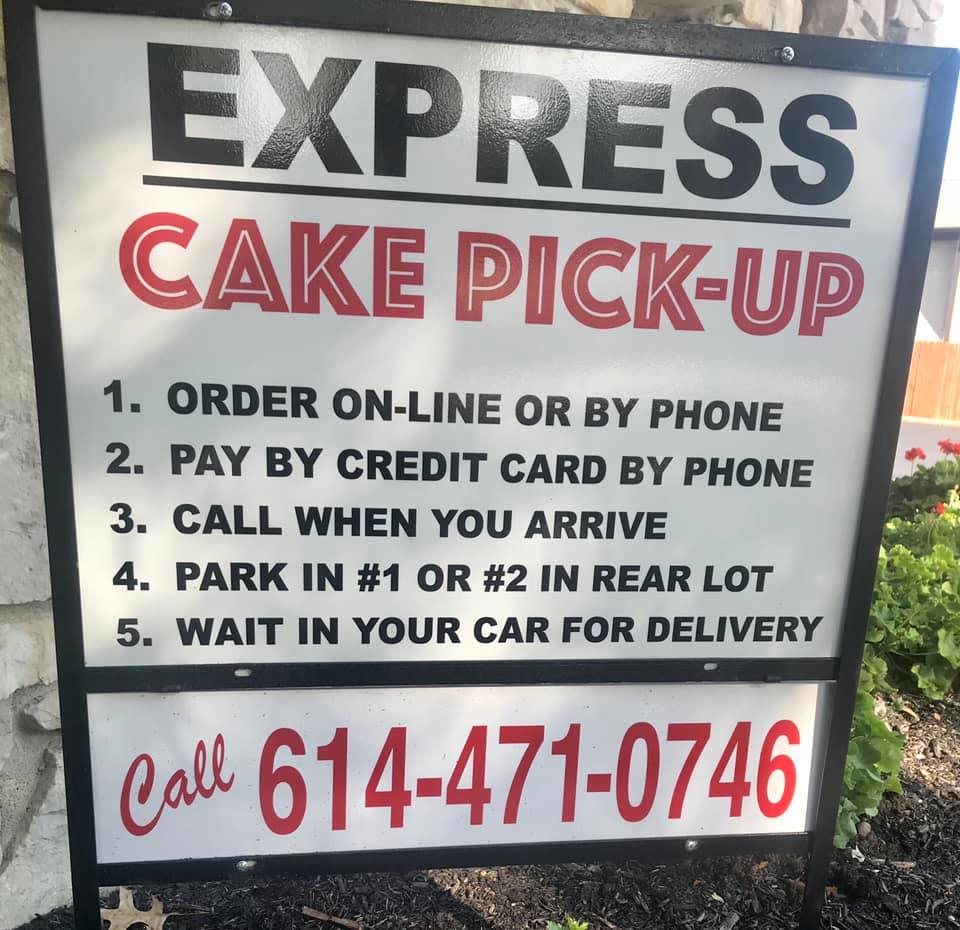 EXPRESS
CAKE PICK-UP
1. ORDER ON-LINE OR BY PHONE
2. PAY BY CREDIT CARD BY PHONE
3. CALL WHEN YOU ARRIVE
4. PARK IN #1 OR #2 IN REAR LOT
5. WAIT IN YOUR CAR FOR DELIVERY
Call 614-471-0746